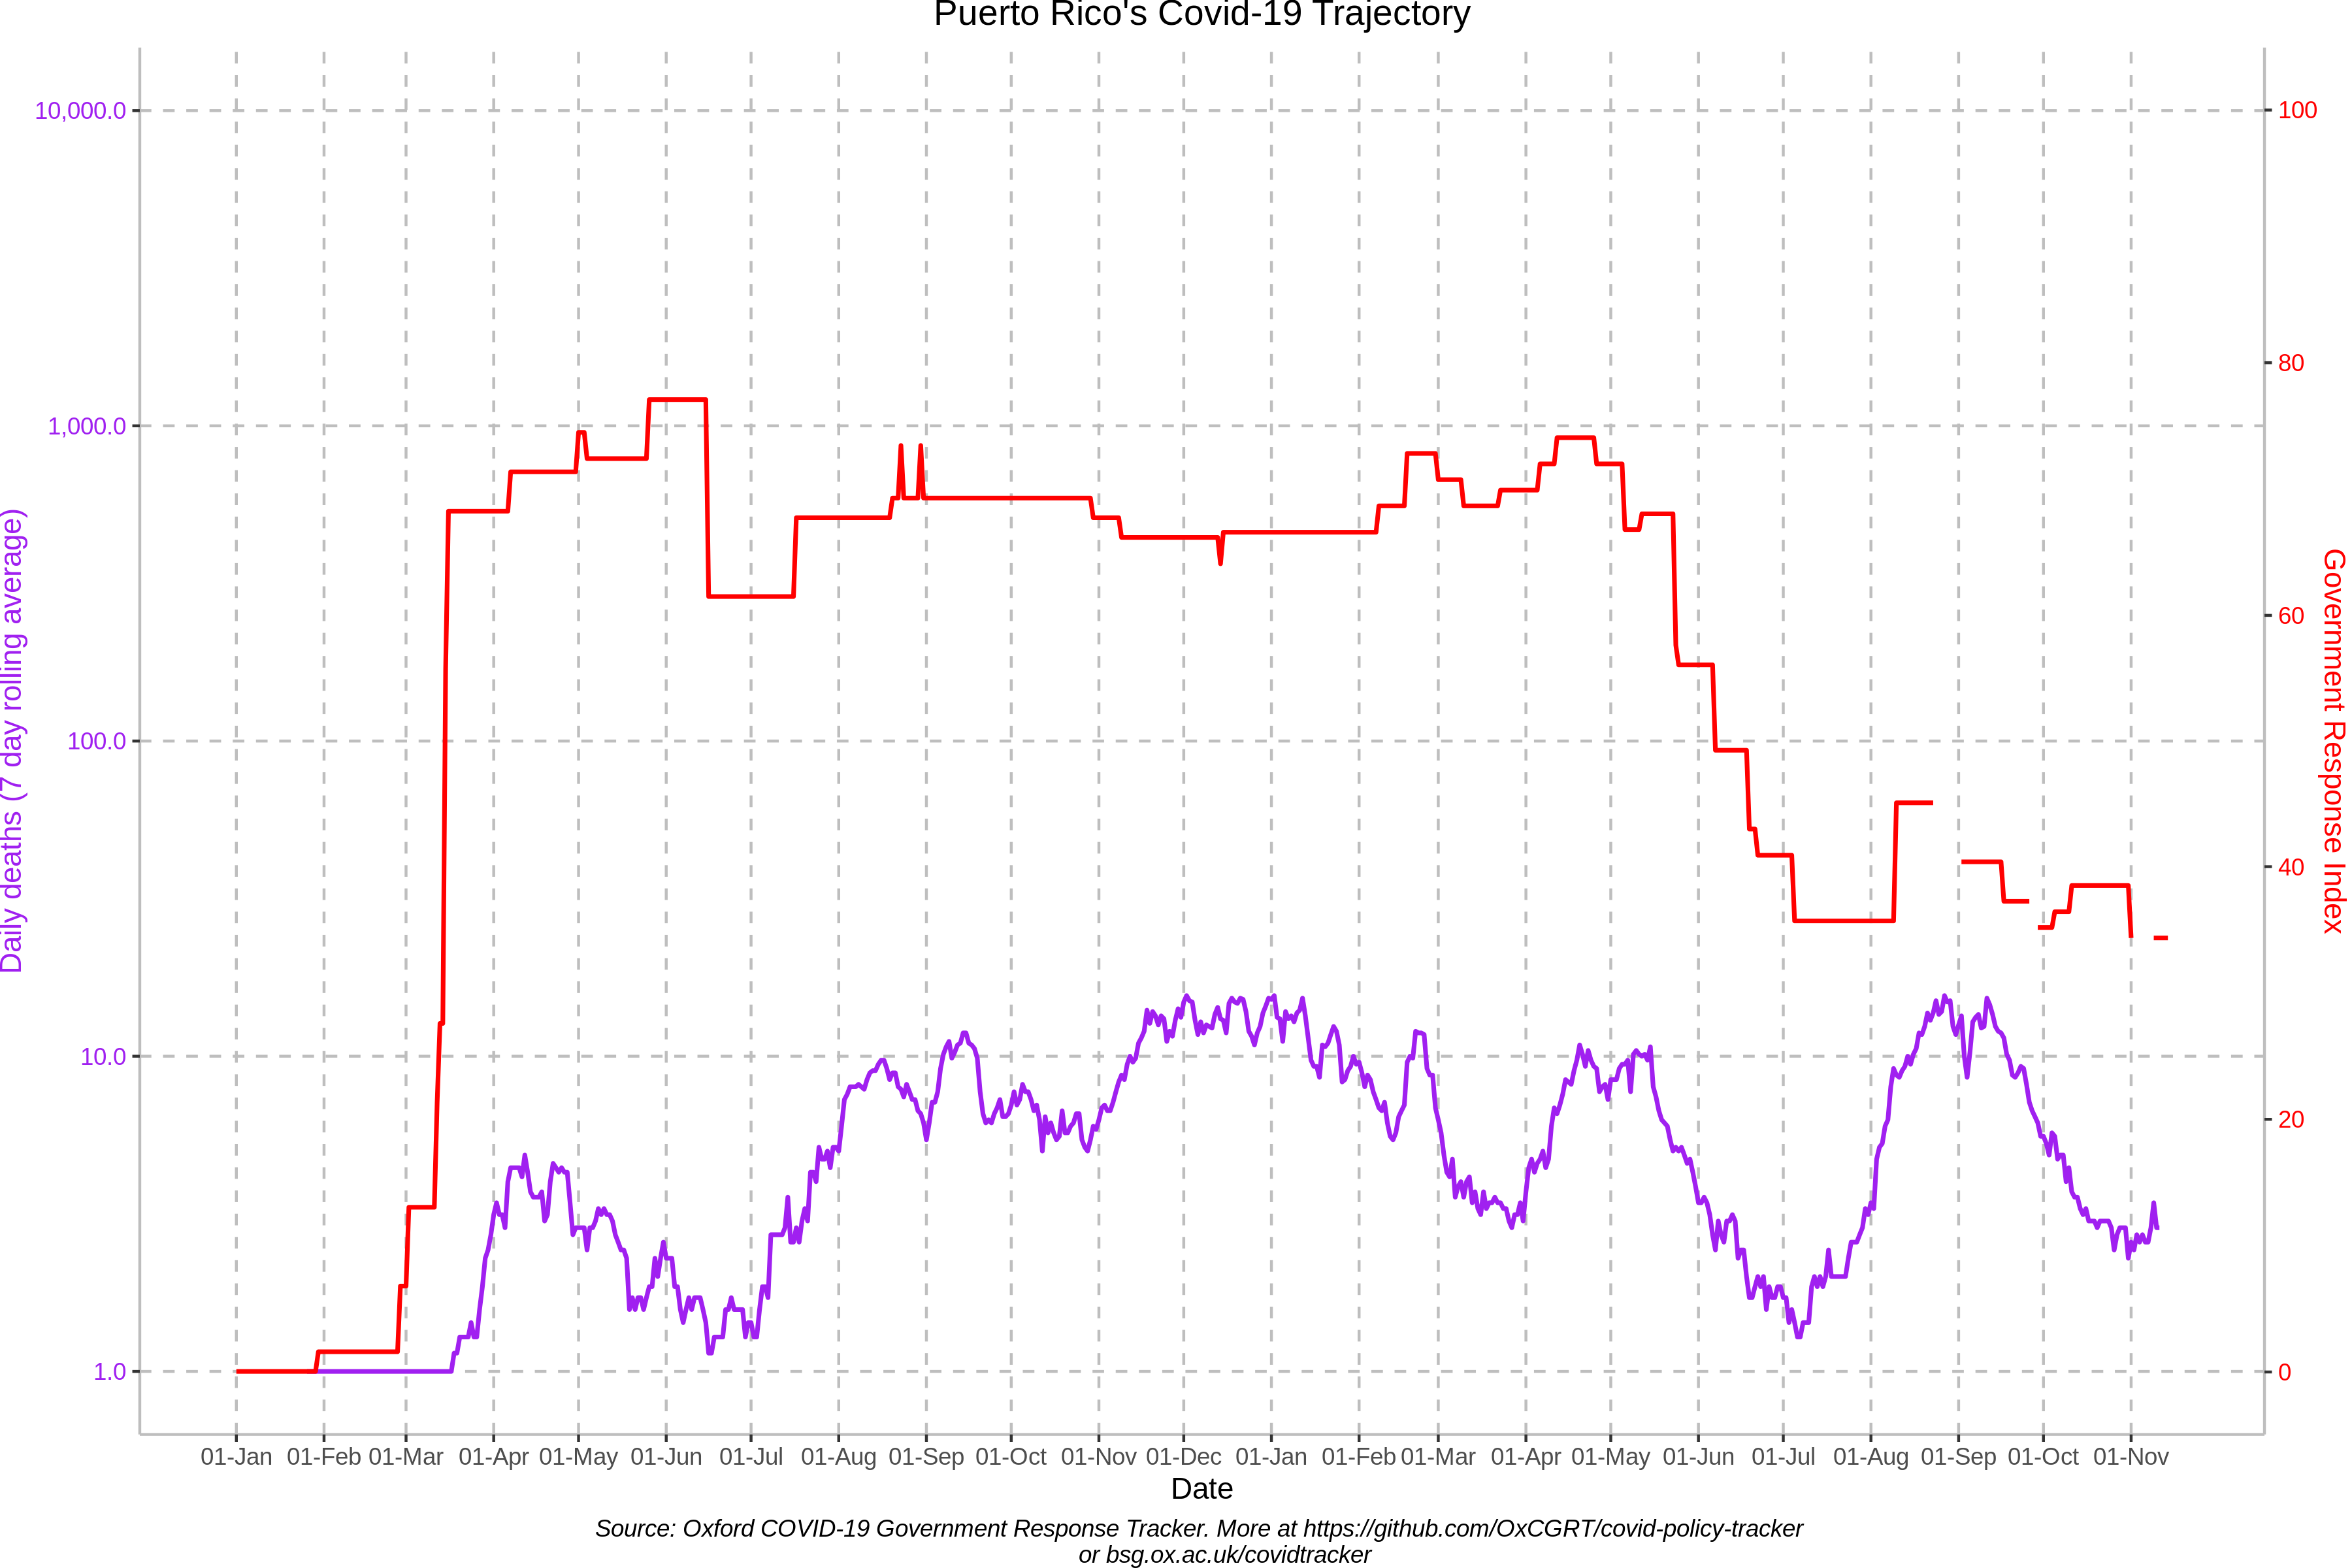 Puerto Rico's Covid-19 Trajectory
10,000.0
1,000.0
100.0
10.0
1.0
Daily deaths (7 day rolling average)
100
80
60
40
20
0
Government Response Index
01-Jan 01-Feb 01-Mar 01-Apr 01-May 01-Jun 01-Jul 01-Aug 01-Sep 01-Oct 01-Nov 01-Dec 01-Jan 01-Feb 01-Mar 01-Apr 01-May 01-Jun 01-Jul 01-Aug 01-Sep 01-Oct 01-Nov
Date
Source: Oxford COVID-19 Government Response Tracker. More at https://github.com/OxCGRT/covid-policy-tracker
or bsg.ox.ac.uk/covidtracker